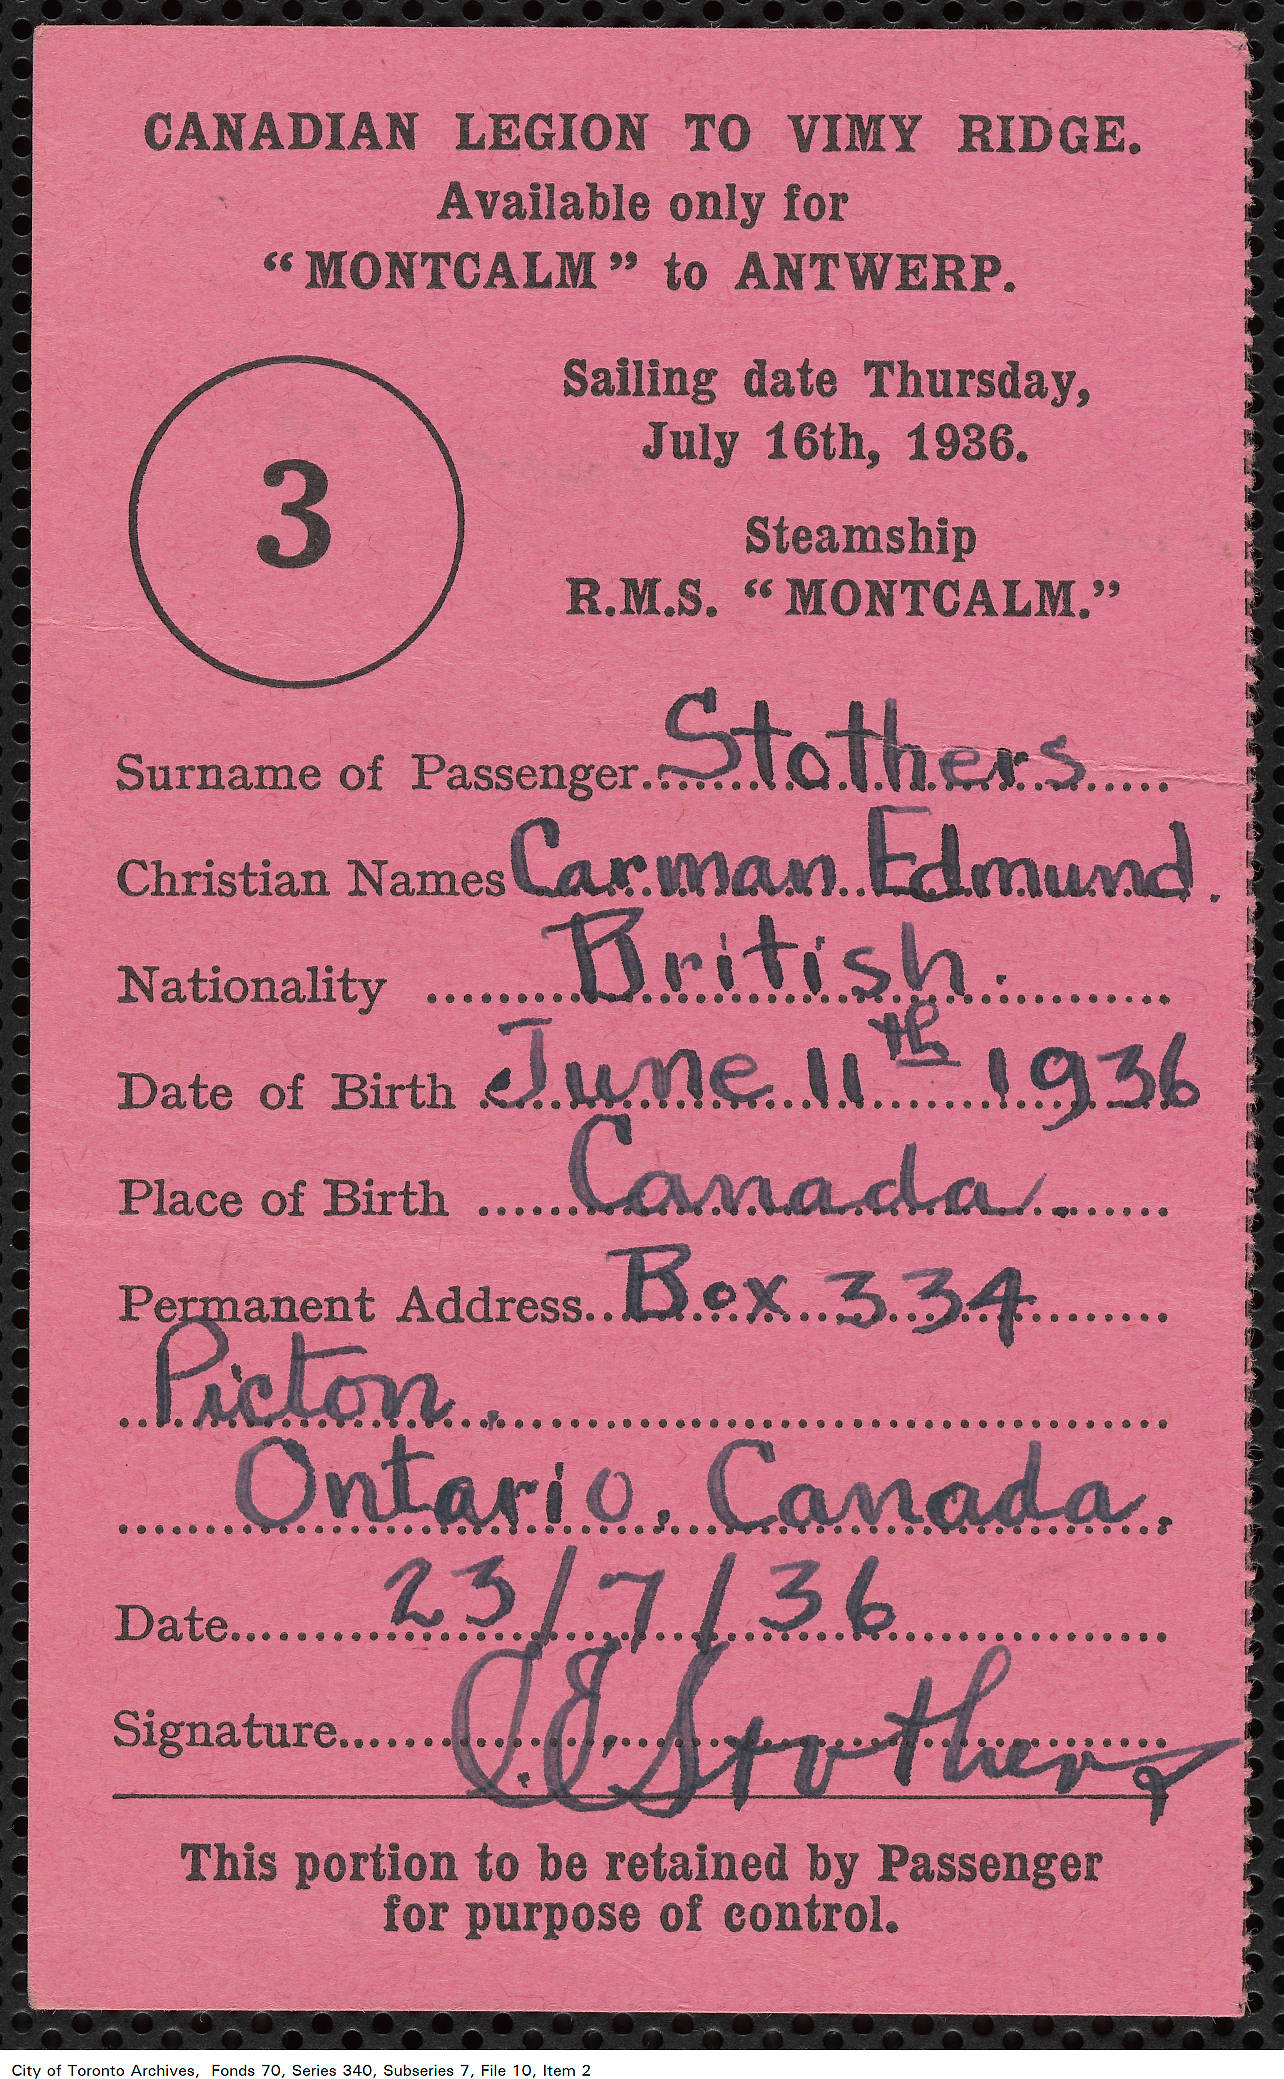 CANADIAN LEGION TO VIMY RIDGE.
Available only for
“MONTCALM” to ANTWERP.
3
Sailing date Thursday,
July 16th, 1936.
Steamship
R.M.S. “MONTCALM.”
Surname of Passenger Stothers
Christian Names Carman Edmund.
Nationality British.
Date of Birth June 11th 1936
Place of Birth Canada.
Permanent Address Box 334
Picton,
Ontario, Canada.
Date 23/7/36
Signature C.E. Stothers
This portion to be retained by Passenger
for purpose of control.
City of Toronto Archives, Fonds 70, Series 340, Subseries 7, File 10, Item 2